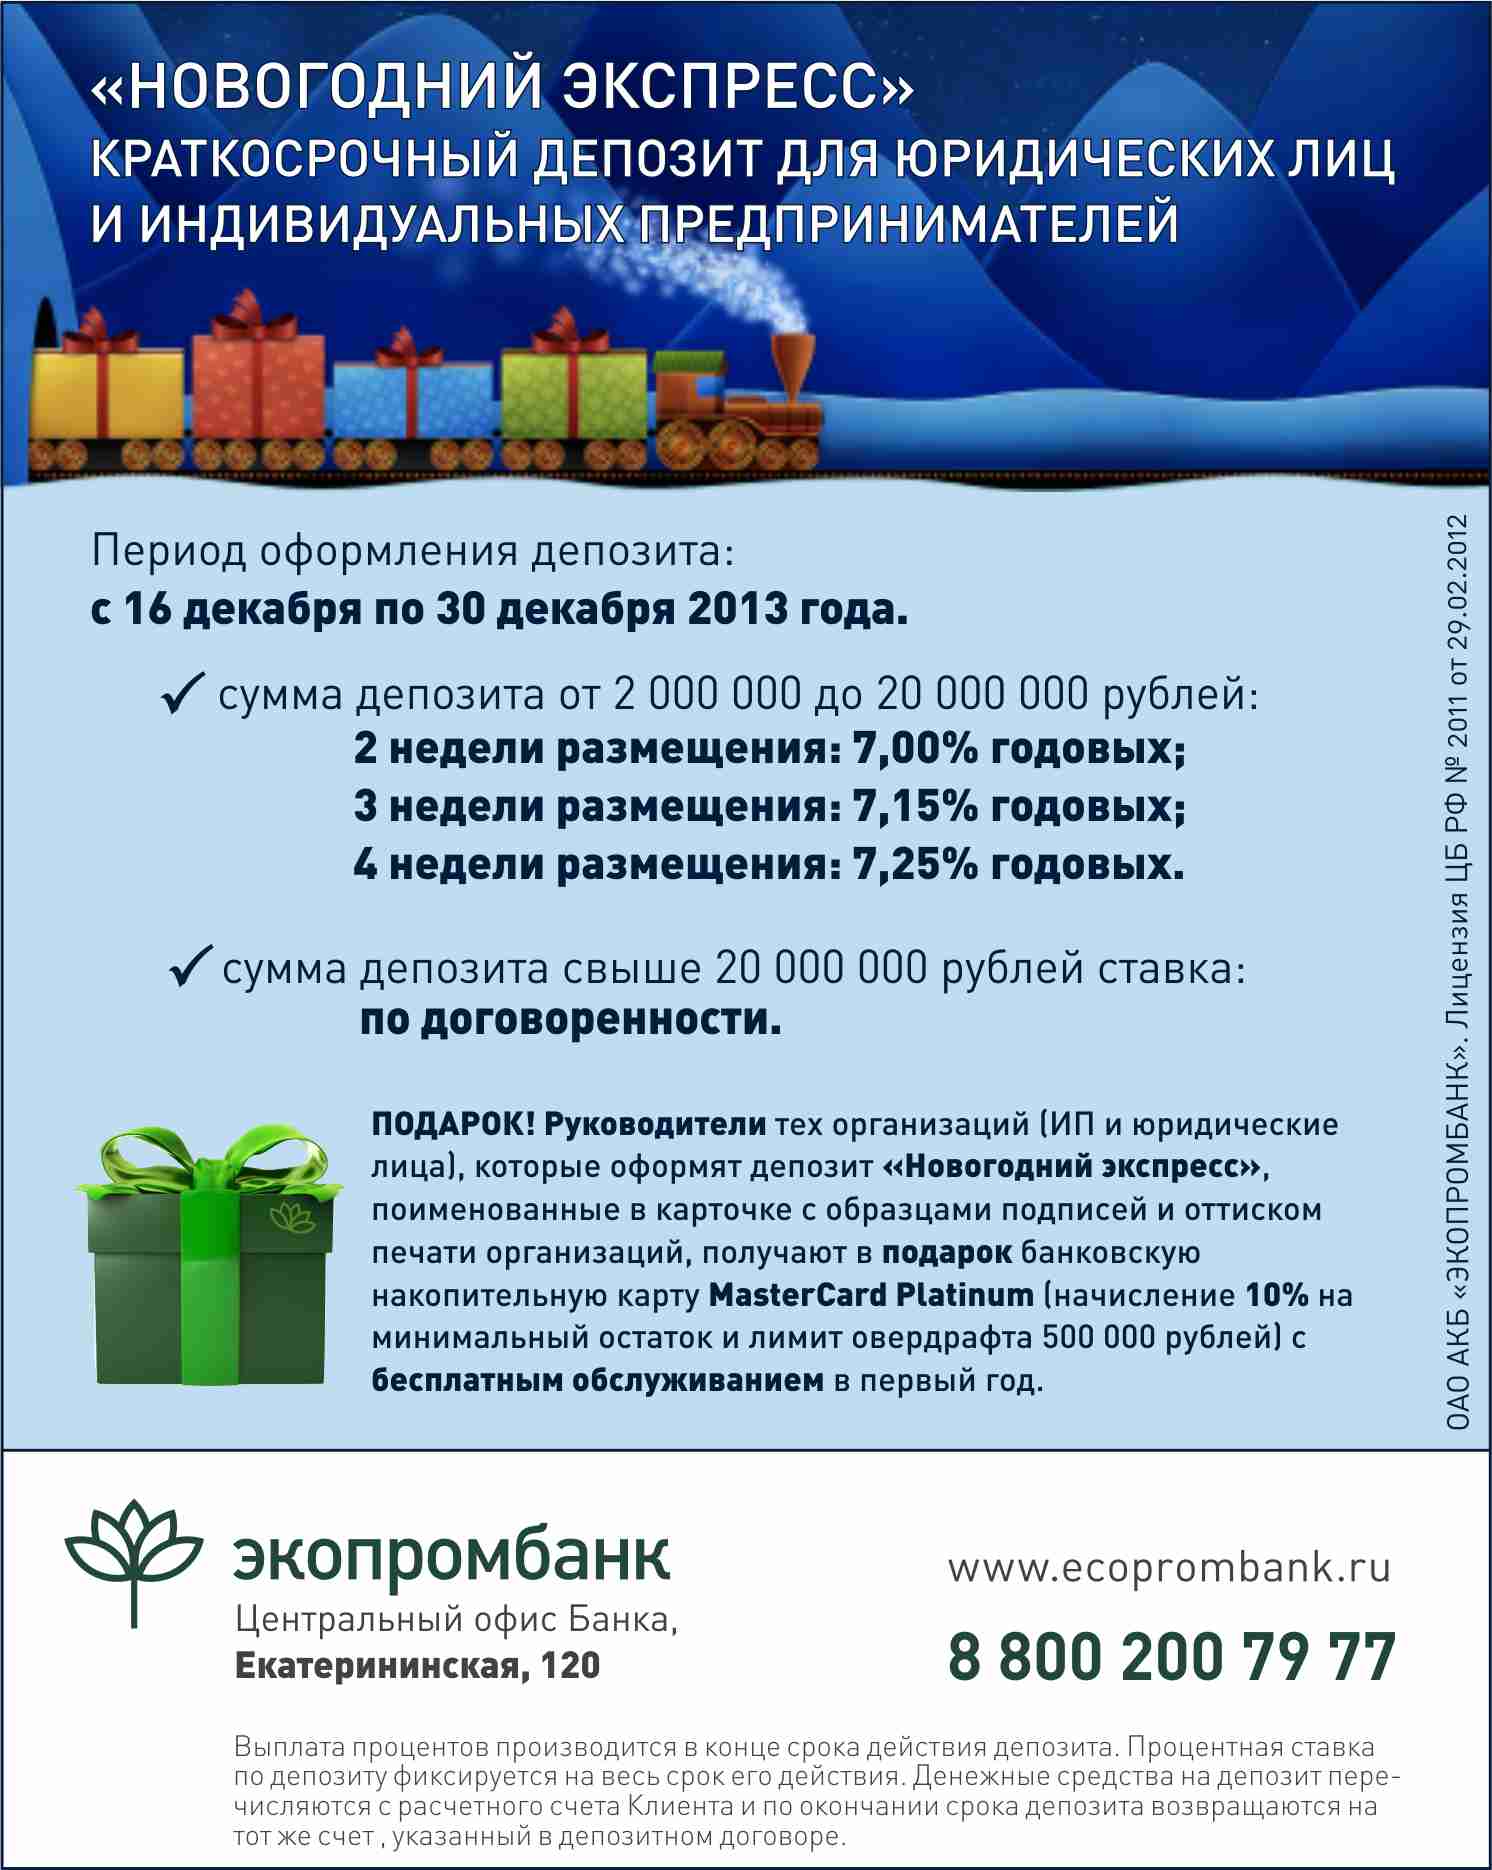 «НОВОГОДНИЙ ЭКСПРЕСС»
КРАТКОСРОЧНЫЙ ДЕПОЗИТ ДЛЯ ЮРИДИЧЕСКИХ ЛИЦ
И ИНДИВИДУАЛЬНЫХ ПРЕДПРИНИМАТЕЛЕЙ
Период оформления депозита:
с 16 декабря по 30 декабря 2013 года.
✓ сумма депозита от 2 000 000 до 20 000 000 рублей:
2 недели размещения: 7,00% годовых;
3 недели размещения: 7,15% годовых;
4 недели размещения: 7,25% годовых.
✓ сумма депозита свыше 20 000 000 рублей ставка:
по договоренности.
ПОДАРОК! Руководители тех организаций (ИП и юридические
лица), которые оформят депозит «Новогодний экспресс»,
поименованные в карточке с образцами подписей и оттиском
печати организаций, получают в подарок банковскую
накопительную карту MasterCard Platinum (начисление 10% на
минимальный остаток и лимит овердрафта 500 000 рублей) с
бесплатным обслуживанием в первый год.
ОАО АКБ «ЭКОПРОМБАНК». Лицензия ЦБ РФ № 2011 от 29.02.2012
экопромбанк
Центральный офис Банка,
Екатерининская, 120
www.ecoprombank.ru
8 800 200 79 77
Выплата процентов производится в конце срока действия депозита. Процентная ставка
по депозиту фиксируется на весь срок его действия. Денежные средства на депозит пере-
числяются с расчетного счета Клиента и по окончании срока депозита возвращаются на
тот же счет , указанный в депозитном договоре.